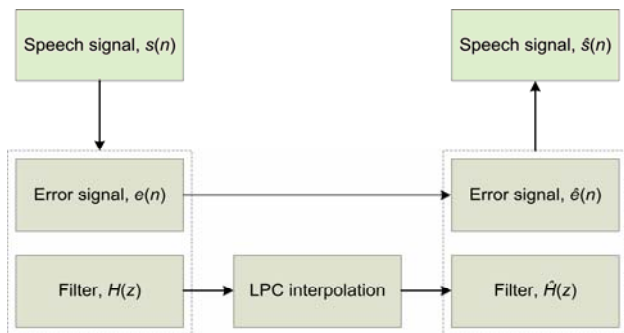 Speech signal, s(n)
Speech signal, ŝ(n)
Error signal, e(n)
Error signal, ê(n)
Filter, H(z)
LPC interpolation
Filter, Ĥ(z)